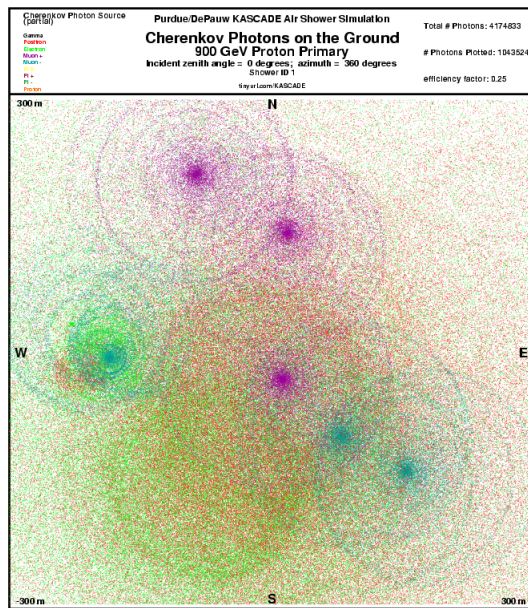 Cherenkov Photon Source
(partial)
Gamma
Positron
Electron
Muon +
Muon -
Pi +
Pi -
Proton
Purdue/DePauw KASCADE Air Shower Simulation
Cherenkov Photons on the Ground
900 GeV Proton Primary
Incident zenith angle = 0 degrees; azimuth = 360 degrees
Shower ID 1
tinyurl.com/KASCADE
Total # Photons: 4174833
# Photons Plotted: 1043524
efficiency factor: 0.25
300 m
N
W
E
-300 m
S
300 m